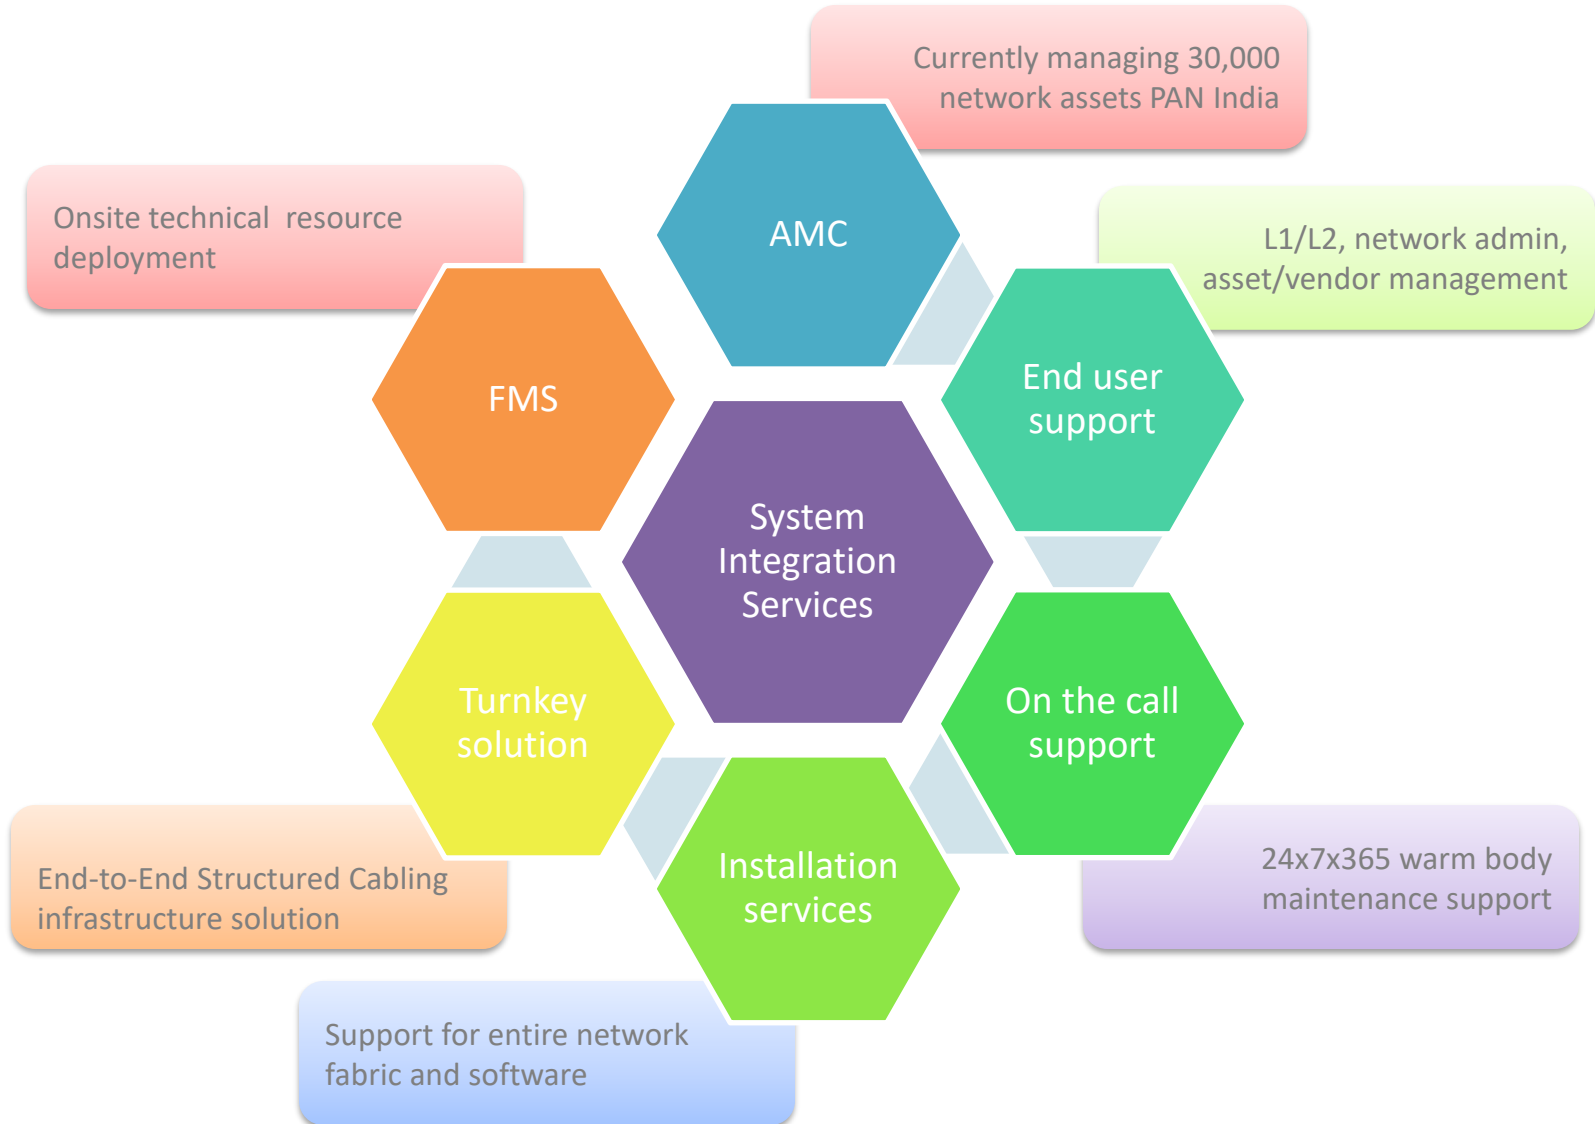 Currently managing 30,000
network assets PAN India
AMC
Onsite technical resource
deployment
L1/L2, network admin,
asset/vendor management
FMS
End user
support
System
Integration
Services
Turnkey
solution
On the call
support
Installation
services
End-to-End Structured Cabling
infrastructure solution
24x7x365 warm body
maintenance support
Support for entire network
fabric and software